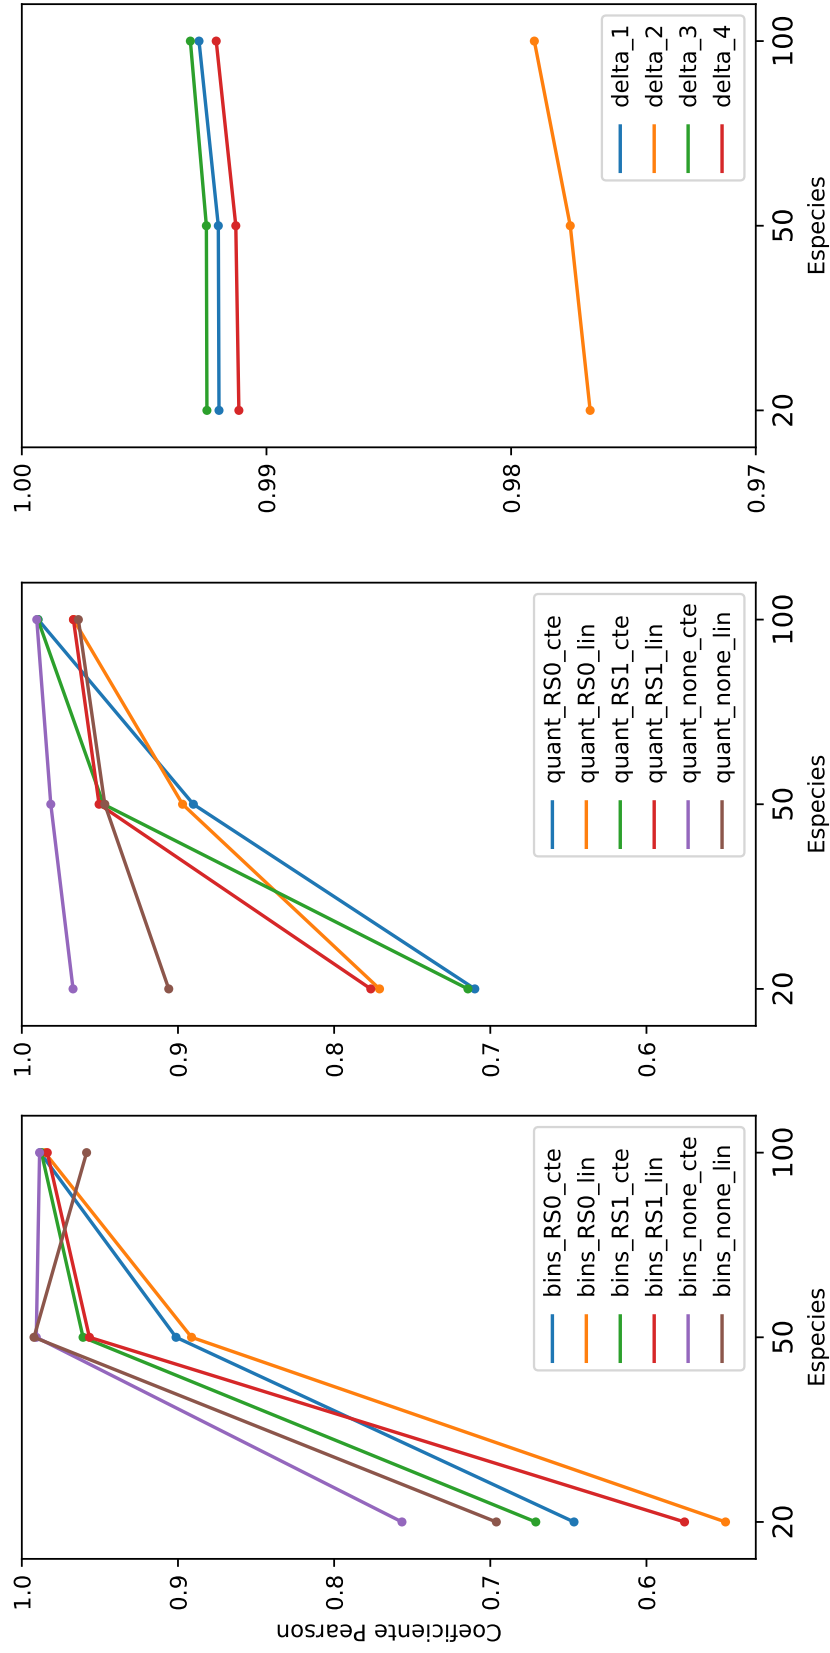 Coeficiente Pearson
1.0
0.9
0.8
0.7
0.6
20
50
100
Especies
bins_RS0_cte
bins_RS0_lin
bins_RS1_cte
bins_RS1_lin
bins_none_cte
bins_none_lin
1.0
0.9
0.8
0.7
0.6
20
50
100
Especies
quant_RS0_cte
quant_RS0_lin
quant_RS1_cte
quant_RS1_lin
quant_none_cte
quant_none_lin
1.00
0.99
0.98
0.97
20
50
100
Especies
delta_1
delta_2
delta_3
delta_4